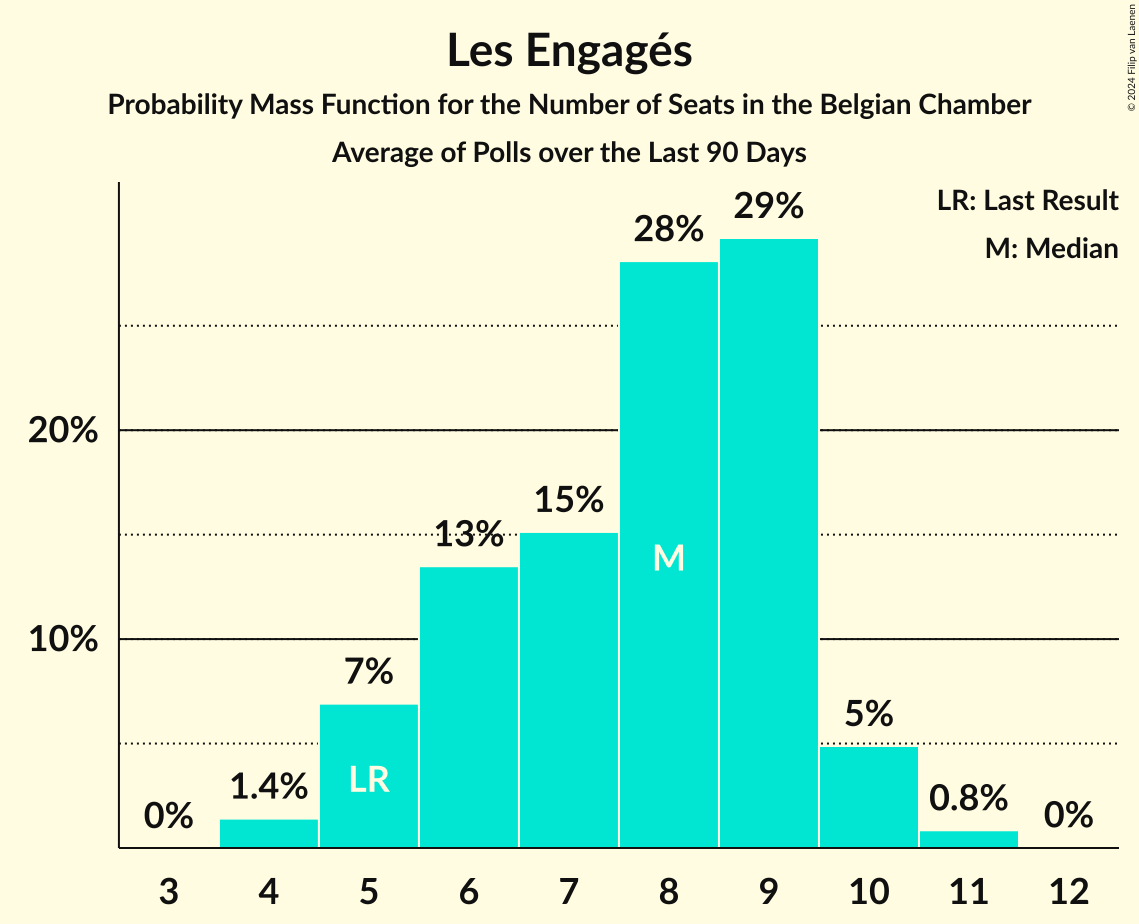 Les Engagés
Probability Mass Function for the Number of Seats in the Belgian Chamber
Average of Polls over the Last 90 Days
© 2024 Filip van Laenen
LR: Last Result
M: Median
29%
28%
20%
15%
13%
M
10%
7%
5%
LR
1.4%
0.8%
0%
0%
3 4 5 6 7 8 9 10 11 12